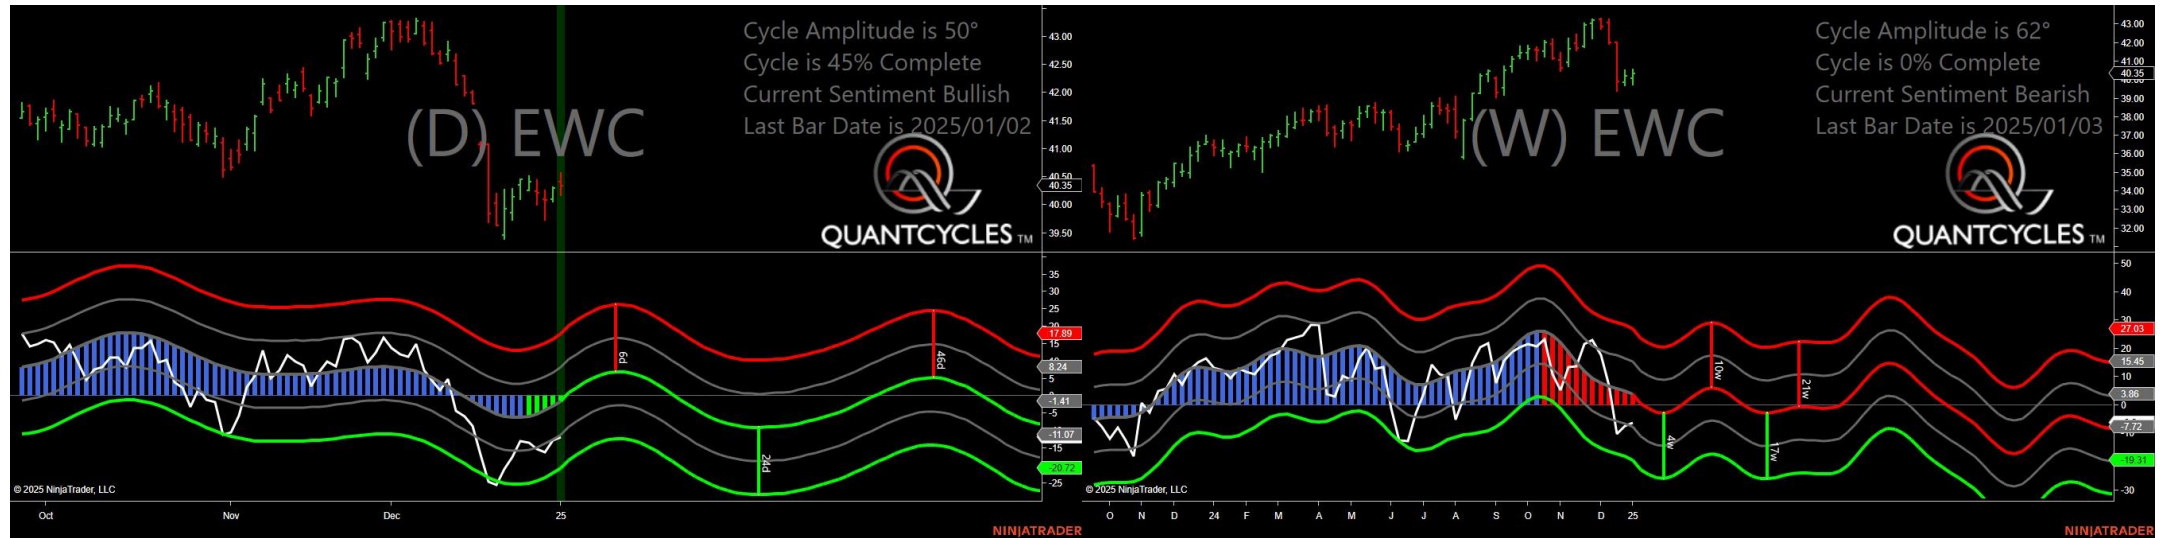 Cycle Amplitude is 50°
Cycle is 45% Complete
Current Sentiment Bullish
Last Bar Date is 2025/01/02
(D) EWC
QUANTCYCLES TM
43.00
42.50
42.00
41.50
41.00
40.50
40.35
40.00
39.50
35
30
25
20
17.89
15
8.24
5
-1.41
-5
-11.07
-15
-20.72
-25
6d
24d
46d
© 2025 NinjaTrader, LLC
Oct
Nov
Dec
25
NINJATRADER
Cycle Amplitude is 62°
Cycle is 0% Complete
Current Sentiment Bearish
Last Bar Date is 2025/01/03
(W) EWC
QUANTCYCLES TM
43.00
42.00
41.00
40.35
39.00
38.00
37.00
36.00
35.00
34.00
33.00
32.00
50
40
30
27.03
20
15.45
10
3.86
0
-7.72
-19.31
-30
4w
10w
17w
21w
© 2025 NinjaTrader, LLC
O N D 24 F M A M J J A S O N D 25
NINJATRADER